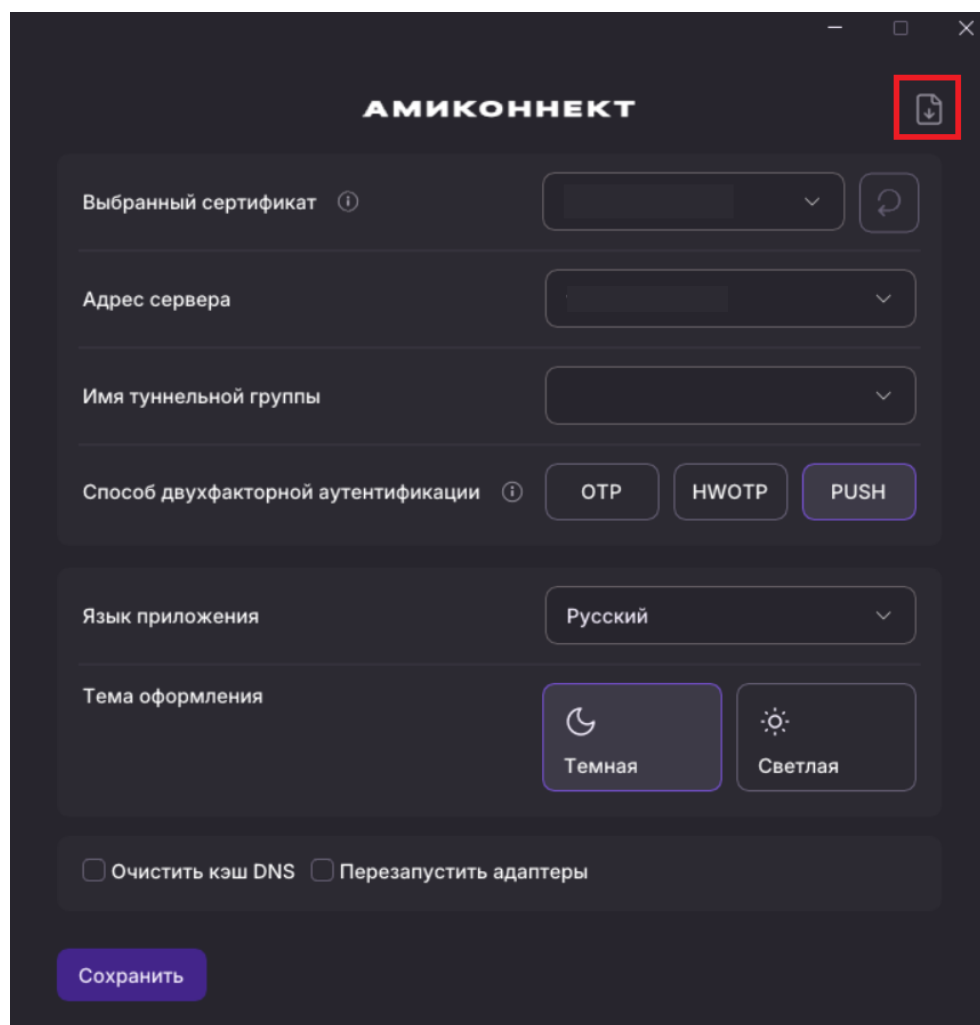 АМИКОННЕКТ
Выбранный сертификат
Адрес сервера
Имя туннельной группы
Способ двухфакторной аутентификации OTP HWOTP PUSH
Язык приложения Русский
Тема оформления
Темная Светлая
Очистить кэш DNS Перезапустить адаптеры
Сохранить